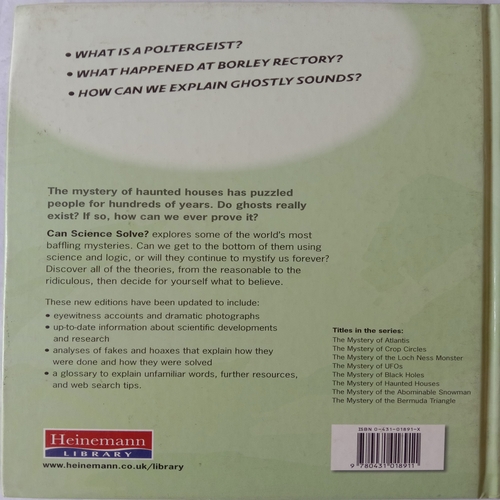 • WHAT IS A POLTERGEIST?
• WHAT HAPPENED AT BORLEY RECTORY?
• HOW CAN WE EXPLAIN GHOSTLY SOUNDS?
The mystery of haunted houses has puzzled
people for hundreds of years. Do ghosts really
exist? If so, how can we ever prove it?
Can Science Solve? explores some of the world's most
baffling mysteries. Can we get to the bottom of them using
science and logic, or will they continue to mystify us forever?
Discover all of the theories, from the reasonable to the
ridiculous, then decide for yourself what to believe.
These new editions have been updated to include:
• eyewitness accounts and dramatic photographs
• up-to-date information about scientific developments
and research
• analyses of fakes and hoaxes that explain how they
were done and how they were solved
• a glossary to explain unfamiliar words, further resources,
and web search tips.
Titles in the series:
The Mystery of Atlantis
The Mystery of Crop Circles
The Mystery of the Loch Ness Monster
The Mystery of UFOs
The Mystery of Black Holes
The Mystery of Haunted Houses
The Mystery of the Abominable Snowman
The Mystery of the Bermuda Triangle
Heinemann
LIBRARY
www.heinemann.co.uk/library
ISBN 0-431-01891-X
9 780431 018911